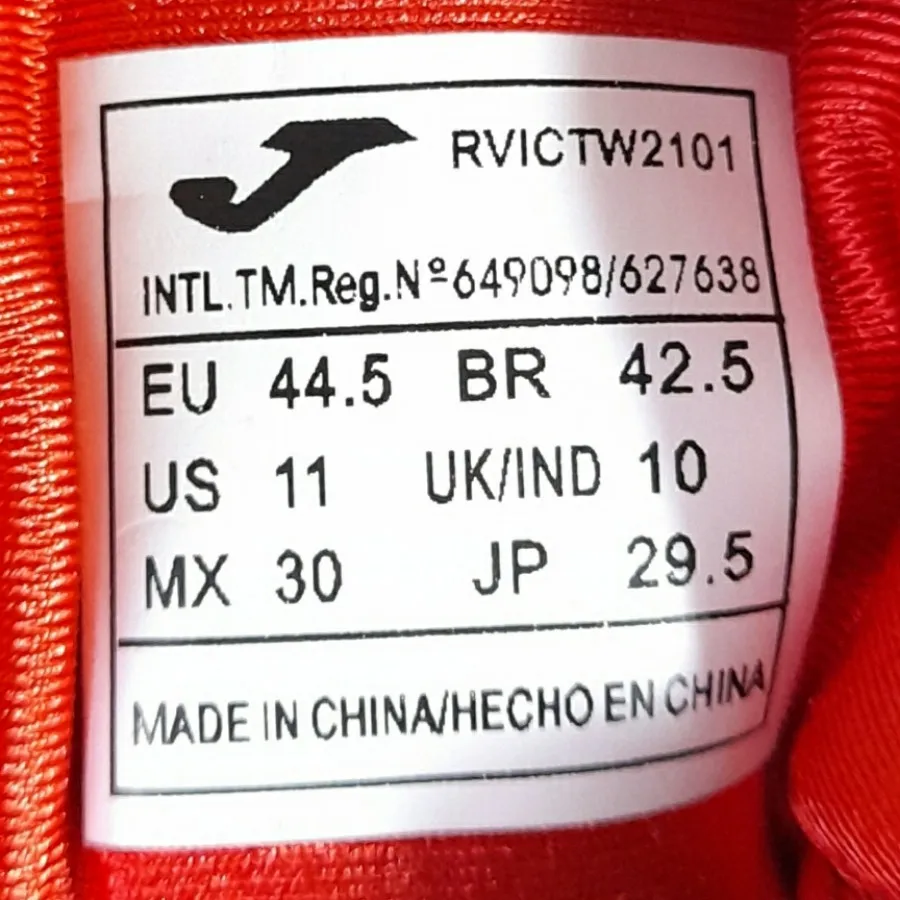 RVICTW2101
INTL.TM.Reg.Nº649098/627638
EU 44.5 BR 42.5
US 11 UK/IND 10
MX 30 JP 29.5
MADE IN CHINA/HECHO EN CHINA